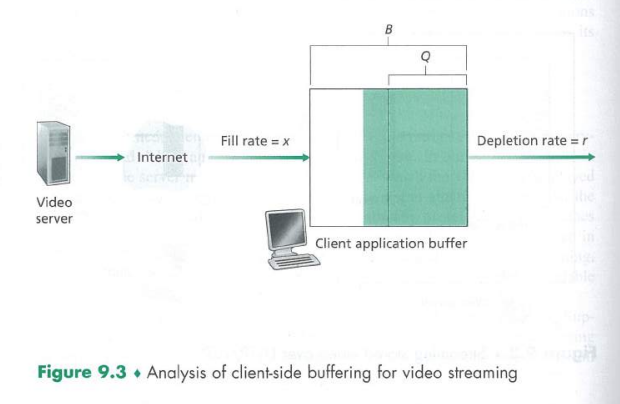 B
Q
Fill rate = x
Depletion rate = r
Internet
Video
server
Client application buffer
Figure 9.3 • Analysis of client-side buffering for video streaming